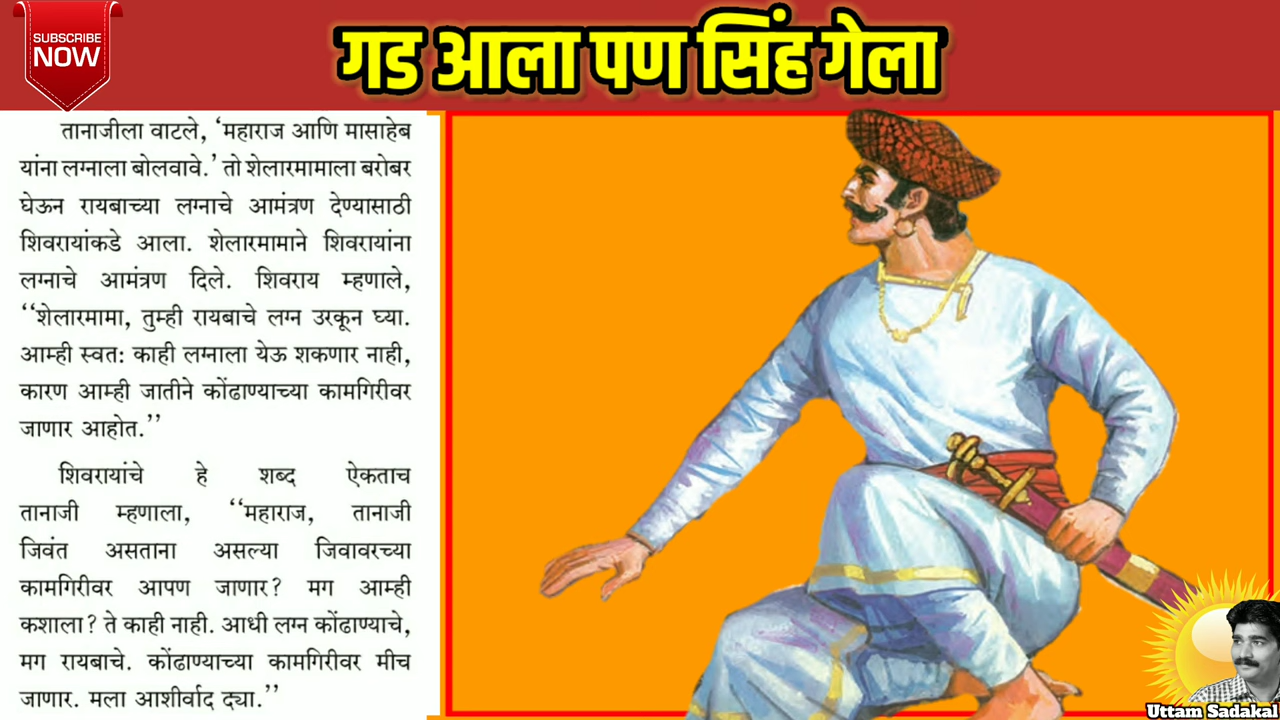 SUBSCRIBE
NOW
गड आला पण सिंह गेला
तानाजीला वाटले, ‘महाराज आणि मासाहेब
यांना लग्नाला बोलवावे.’ तो शेलारमामाला बरोबर
घेऊन रायबाच्या लग्नाचे आमंत्रण देण्यासाठी
शिवरायांकडे आला. शेलारमामाने शिवरायांना
लग्नाचे आमंत्रण दिले. शिवराय म्हणाले,
‘‘शेलारमामा, तुम्ही रायबाचे लग्न उरकून घ्या.
आम्ही स्वत: काही लग्नाला येऊ शकणार नाही,
कारण आम्ही जातीने कोंढाण्याच्या कामगिरीवर
जाणार आहोत.’’
शिवरायांचे हे शब्द ऐकताच
तानाजी म्हणाला, ‘‘महाराज, तानाजी
जिवंत असताना असल्या जिवावरच्या
कामगिरीवर आपण जाणार? मग आम्ही
कशाला? ते काही नाही. आधी लग्न कोंढाण्याचे,
मग रायबाचे. कोंढाण्याच्या कामगिरीवर मीच
जाणार. मला आशीर्वाद द्या.’’
Uttam Sadakal